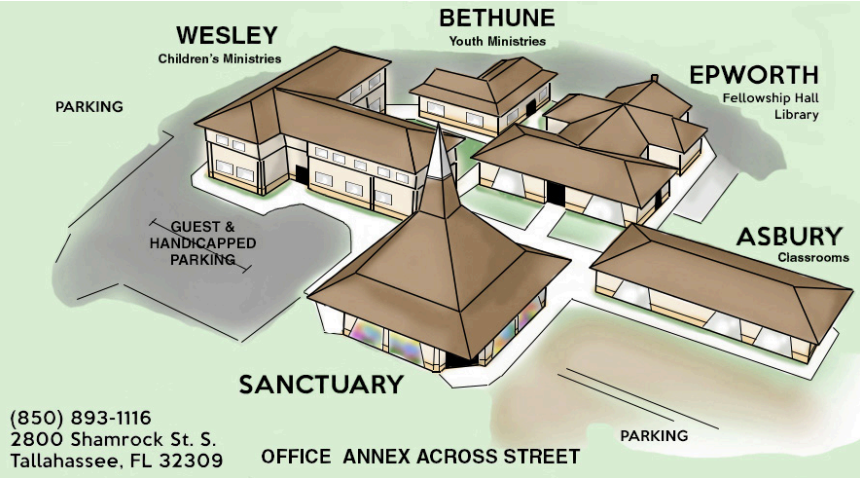 WESLEY
Children's Ministries
BETHUNE
Youth Ministries
EPWORTH
Fellowship Hall
Library
PARKING
GUEST &
HANDICAPPED
PARKING
ASBURY
Classrooms
SANCTUARY
PARKING
(850) 893-1116
2800 Shamrock St. S.
Tallahassee, FL 32309
OFFICE ANNEX ACROSS STREET